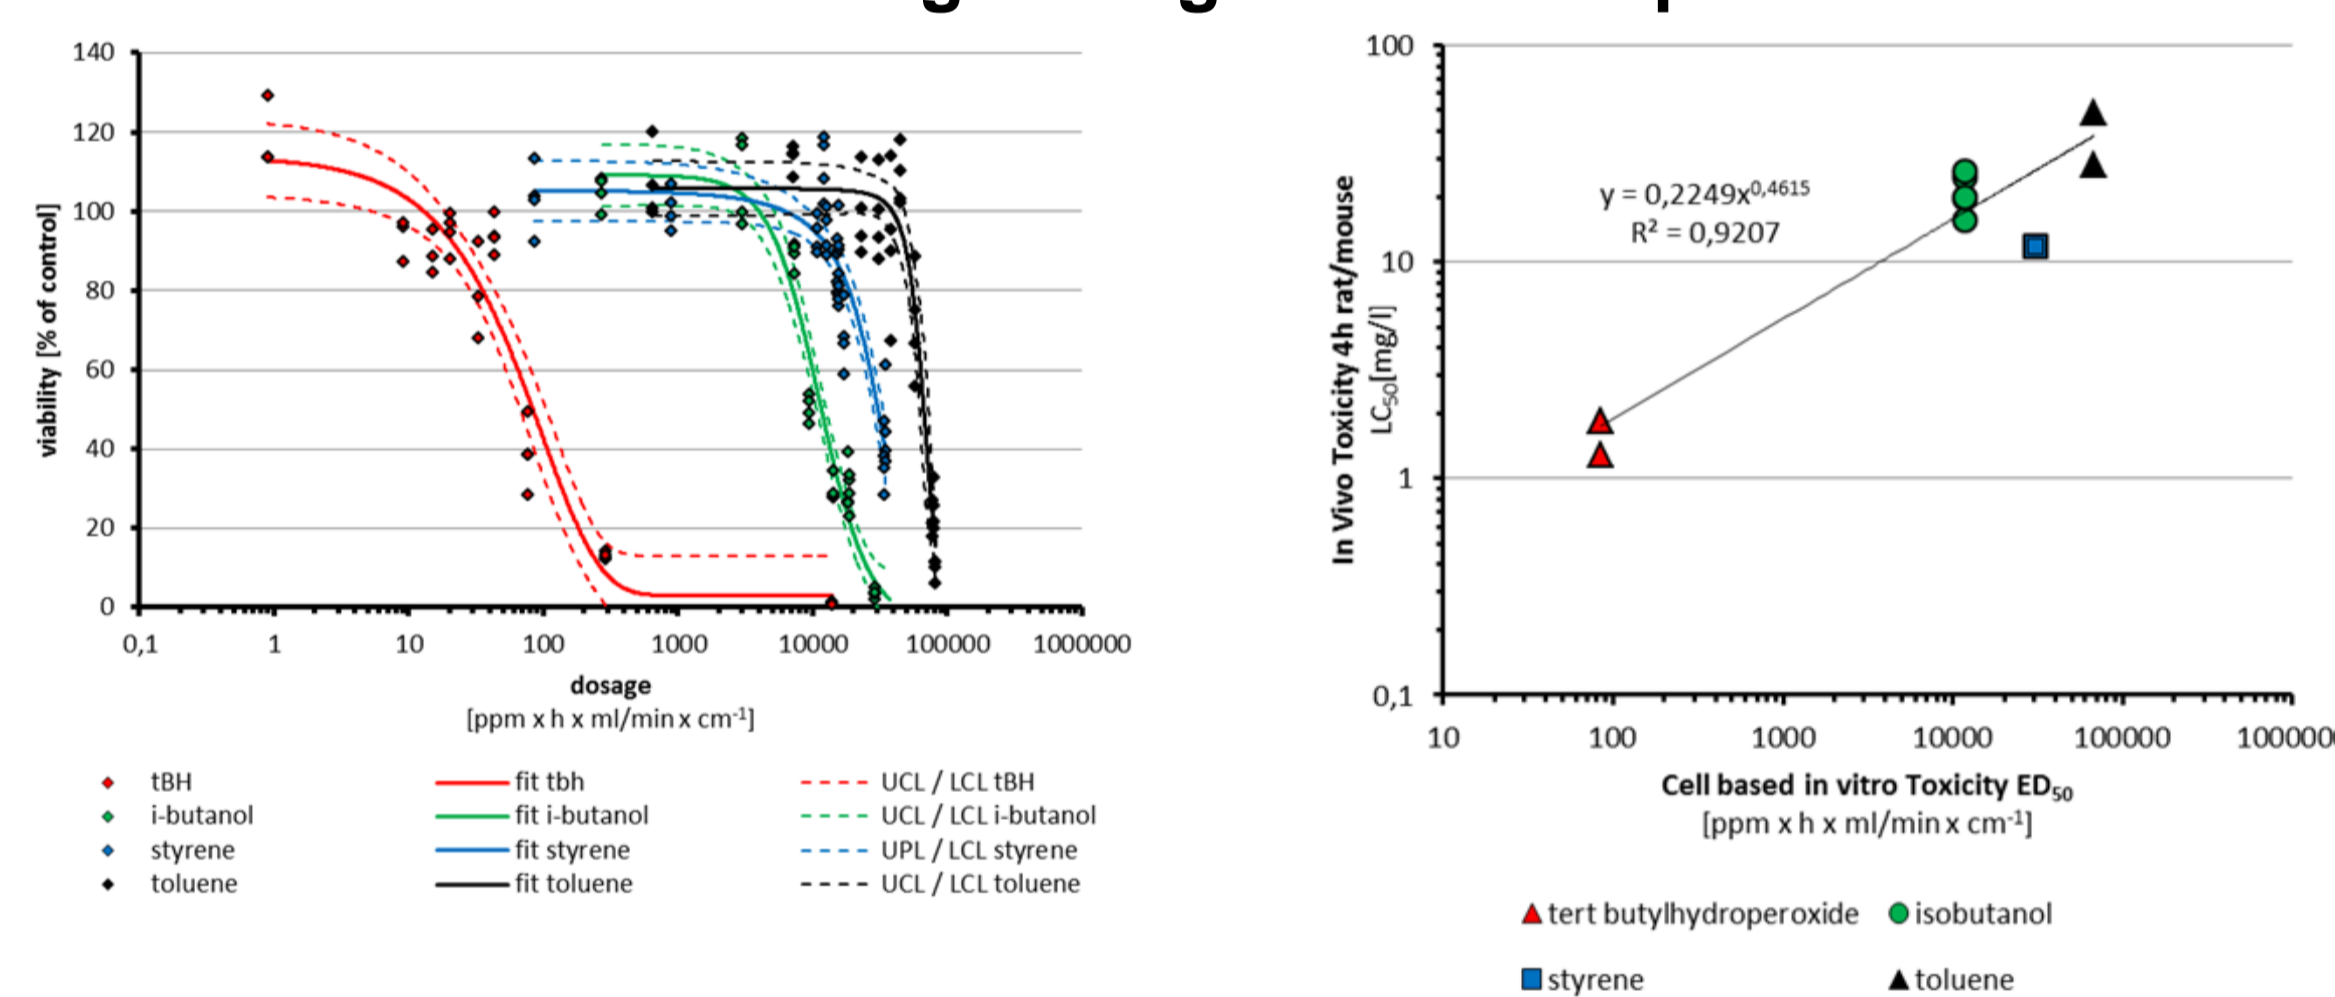 140
120
100
80
60
40
20
0
viability [% of control]
0,1 1 10 100 1000 10000 100000 1000000
dosage
[ppm x h x ml/min x cm⁻¹]
tBH fit tbh UCL / LCL tBH
i-butanol fit i-butanol UCL / LCL i-butanol
styrene fit styrene UPL / LCL styrene
toluene fit toluene UCL / LCL toluene
100
10
1
0,1
In Vivo Toxicity 4h rat/mouse
LC₅₀[mg/l]
y = 0,2249x^0,4615
R² = 0,9207
10 100 1000 10000 100000
Cell based in vitro Toxicity ED₅₀
[ppm x h x ml/min x cm⁻¹]
tert butylhydroperoxide isobutanol
styrene toluene